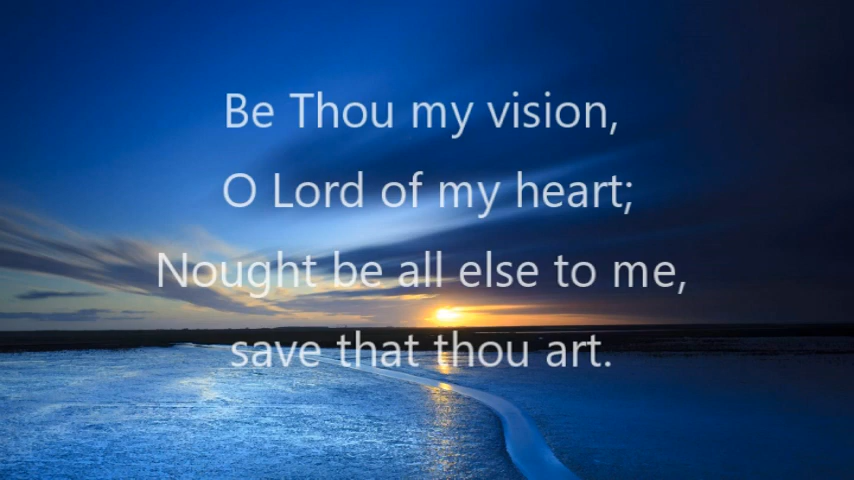 Be Thou my vision,
O Lord of my heart;
Nought be all else to me,
save that thou art.